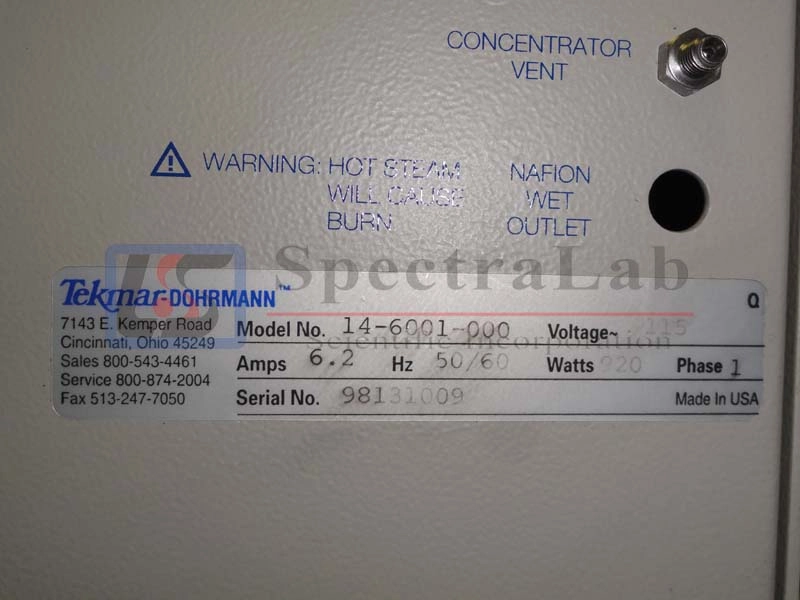 CONCENTRATOR
VENT
WARNING: HOT STEAM
WILL CAUSE
BURN
NAFION
WET
OUTLET
LSS
SpectraLab
Scientific Incorporation
Tekmar-DOHRMANN™
7143 E. Kemper Road
Cincinnati, Ohio 45249
Sales 800-543-4461
Service 800-874-2004
Fax 513-247-7050
Q
Model No. 14-6001-000 Voltage~ 115
Amps 6.2 Hz 50/60 Watts 920 Phase 1
Serial No. 98131009 Made In USA